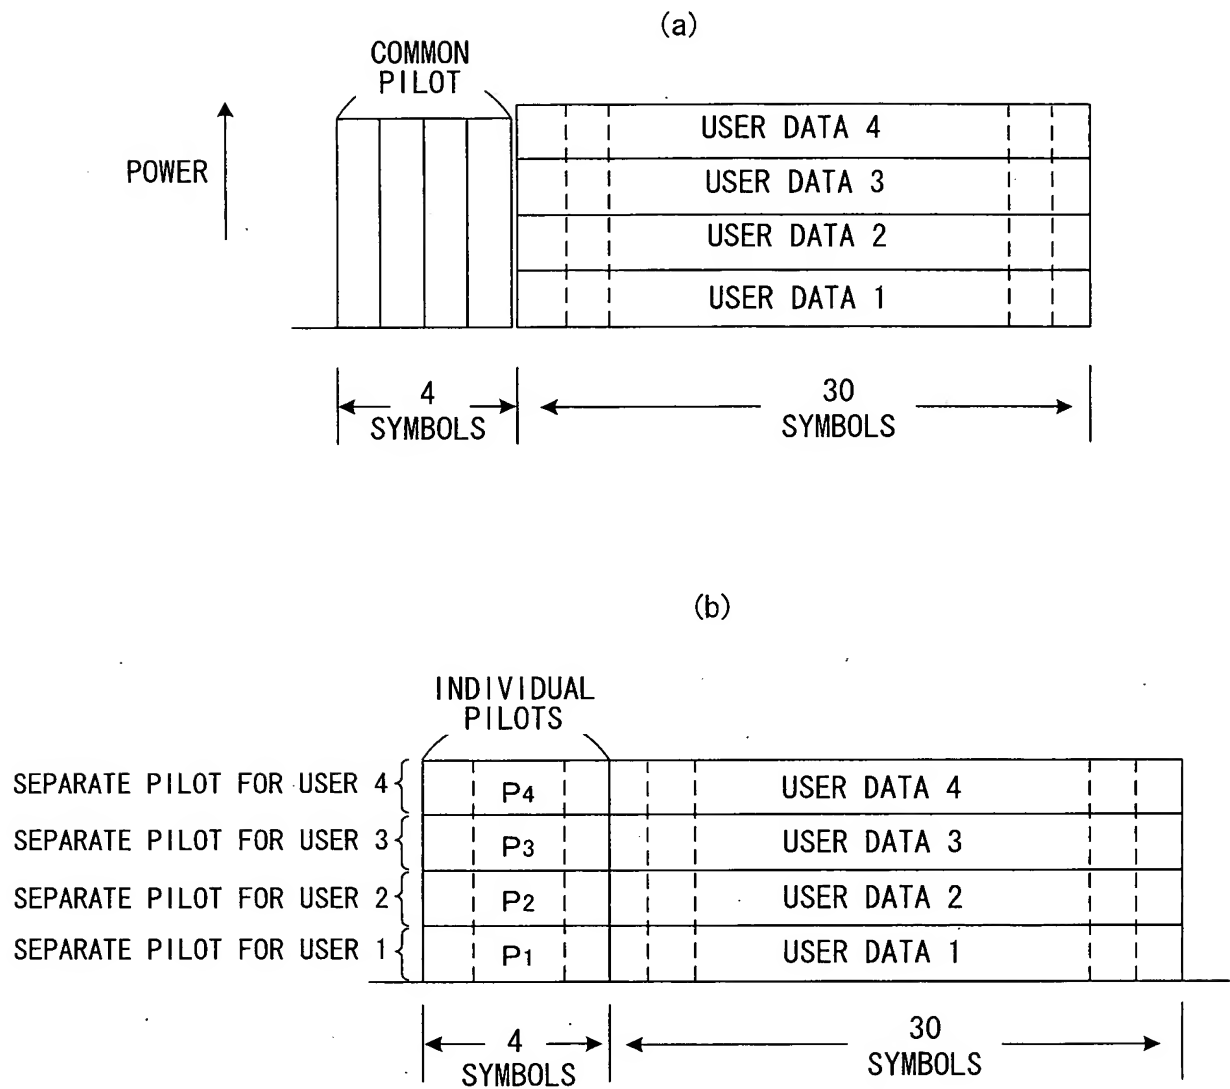 (a)
COMMON
PILOT
POWER
USER DATA 4
USER DATA 3
USER DATA 2
USER DATA 1
4
SYMBOLS
30
SYMBOLS
(b)
INDIVIDUAL
PILOTS
SEPARATE PILOT FOR USER 4 P4 USER DATA 4
SEPARATE PILOT FOR USER 3 P3 USER DATA 3
SEPARATE PILOT FOR USER 2 P2 USER DATA 2
SEPARATE PILOT FOR USER 1 P1 USER DATA 1
4
SYMBOLS
30
SYMBOLS